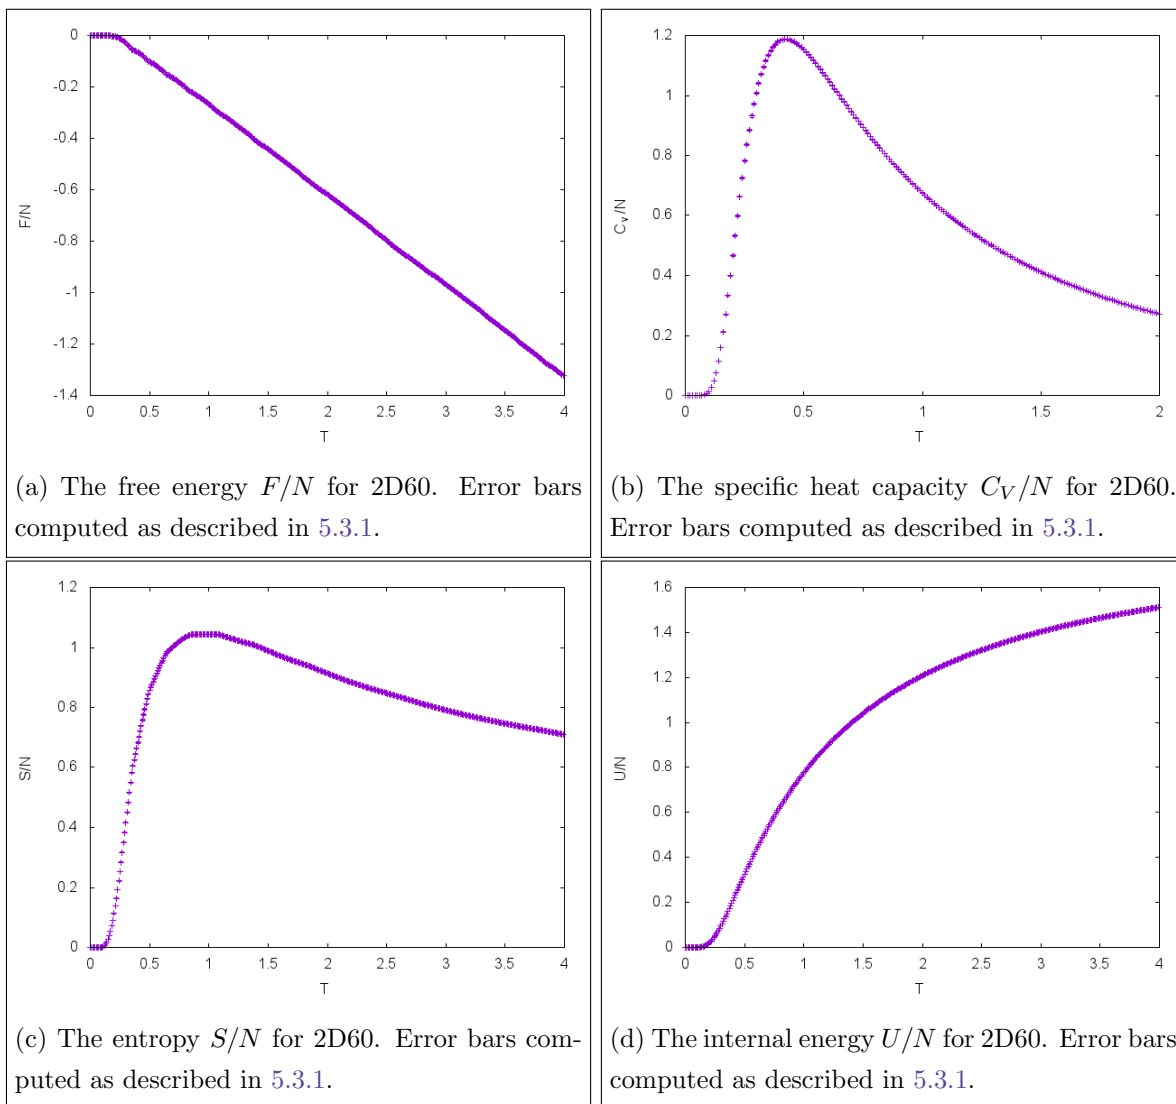 0
-0.2
-0.4
-0.6
-0.8
-1
-1.2
-1.4
F/N
0 0.5 1 1.5 2 2.5 3 3.5 4
T
(a) The free energy F/N for 2D60. Error bars
computed as described in 5.3.1.
1.2
1
0.8
0.6
0.4
0.2
0
C_v/N
0 0.5 1 1.5 2
T
(b) The specific heat capacity C_V/N for 2D60.
Error bars computed as described in 5.3.1.
1.2
1
0.8
0.6
0.4
0.2
0
S/N
0 0.5 1 1.5 2 2.5 3 3.5 4
T
(c) The entropy S/N for 2D60. Error bars com-
puted as described in 5.3.1.
1.6
1.4
1.2
1
0.8
0.6
0.4
0.2
0
U/N
0 0.5 1 1.5 2 2.5 3 3.5 4
T
(d) The internal energy U/N for 2D60. Error bars
computed as described in 5.3.1.